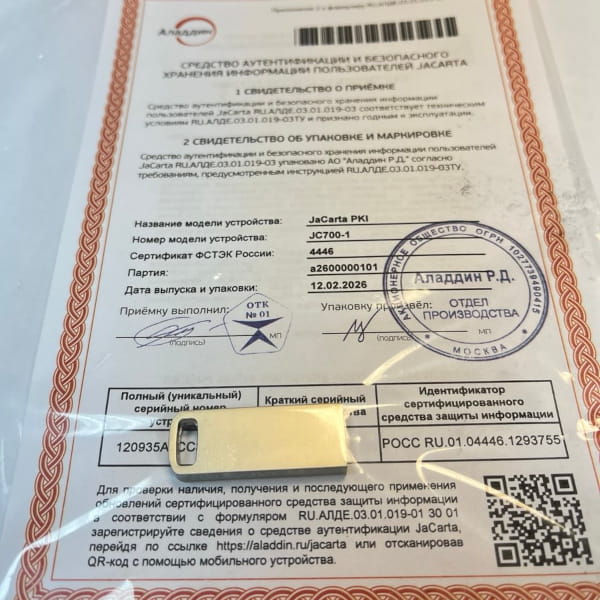 Аладдин
СРЕДСТВО АУТЕНТИФИКАЦИИ И БЕЗОПАСНОГО
ХРАНЕНИЯ ИНФОРМАЦИИ ПОЛЬЗОВАТЕЛЕЙ JACARTA
1 СВИДЕТЕЛЬСТВО О ПРИЁМКЕ
Средство аутентификации и безопасного хранения информации
пользователей JaCarta RU.АЛДЕ.03.01.019-03 соответствует техническим
условиям RU.АЛДЕ.03.01.019-03ТУ и признано годным к эксплуатации.
2 СВИДЕТЕЛЬСТВО ОБ УПАКОВКЕ И МАРКИРОВКЕ
Средство аутентификации и безопасного хранения информации пользователей
JaCarta RU.АЛДЕ.03.01.019-03 упаковано АО "Аладдин Р.Д." согласно
требованиям, предусмотренным инструкцией RU.АЛДЕ.03.01.019-03ТУ.
Название модели устройства: JaCarta PKI
Номер модели устройства: JC700-1
Сертификат ФСТЭК России: 4446
Партия: a2600000101
Дата выпуска и упаковки: 12.02.2026
Приёмку выполнил: Упаковку произвёл:
ОТК
№ 01
(подпись) МП (подпись) МП
АКЦИОНЕРНОЕ ОБЩЕСТВО ОГРН 1027739490415
Аладдин Р.Д.
ОТДЕЛ
ПРОИЗВОДСТВА
МОСКВА
Полный (уникальный) Краткий серийный Идентификатор
серийный номер сертифицированного
средства защиты информации
РОСС RU.01.04446.1293755
Для проверки наличия, получения и последующего применения
обновлений сертифицированного средства защиты информации
в соответствии с формуляром RU.АЛДЕ.03.01.019-01 30 01
зарегистрируйте сведения о средстве аутентификации JaCarta,
перейдя по ссылке https://aladdin.ru/jacarta или отсканировав
QR-код с помощью мобильного устройства.